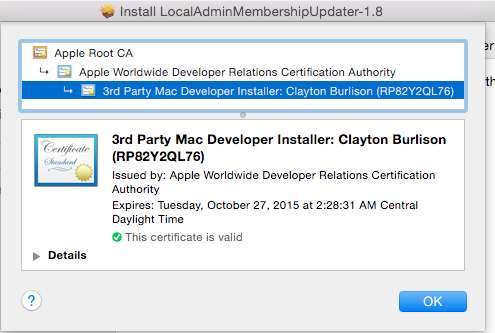 Install LocalAdminMembershipUpdater-1.8
Apple Root CA
Apple Worldwide Developer Relations Certification Authority
3rd Party Mac Developer Installer: Clayton Burlison (RP82Y2QL76)
Certificate
Standard
3rd Party Mac Developer Installer: Clayton Burlison
(RP82Y2QL76)
Issued by: Apple Worldwide Developer Relations Certification
Authority
Expires: Tuesday, October 27, 2015 at 2:28:31 AM Central
Daylight Time
This certificate is valid
Details
?
OK
er
th